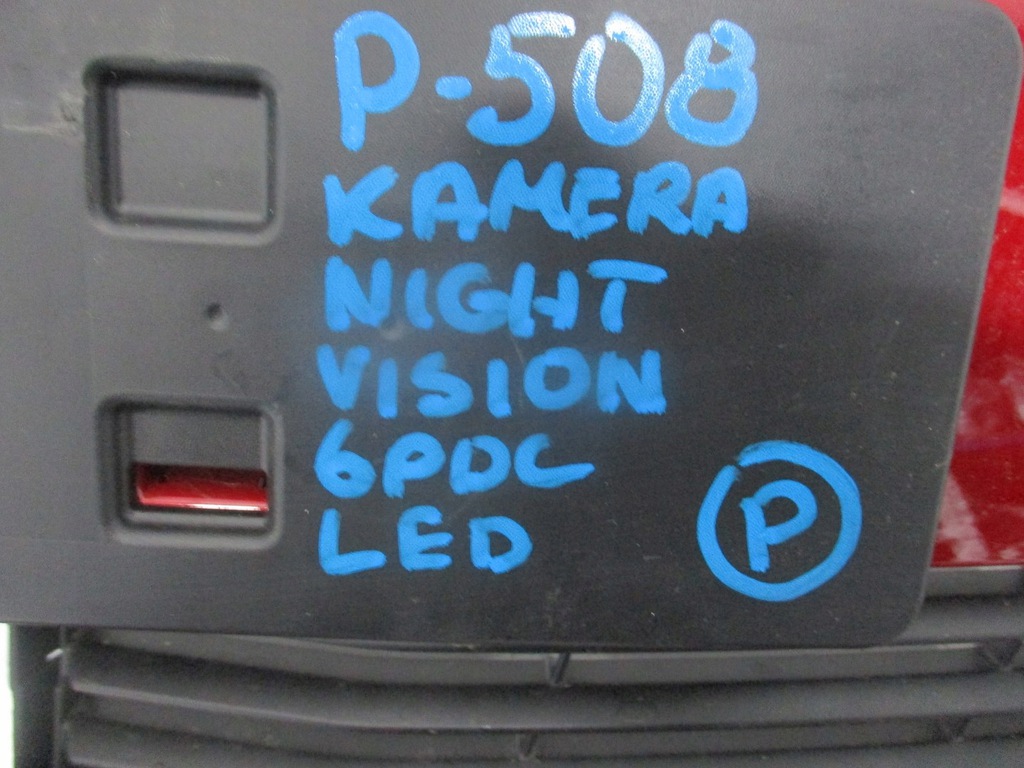 P-508
KAMERA
NIGHT
VISION
6PDC
LED
P